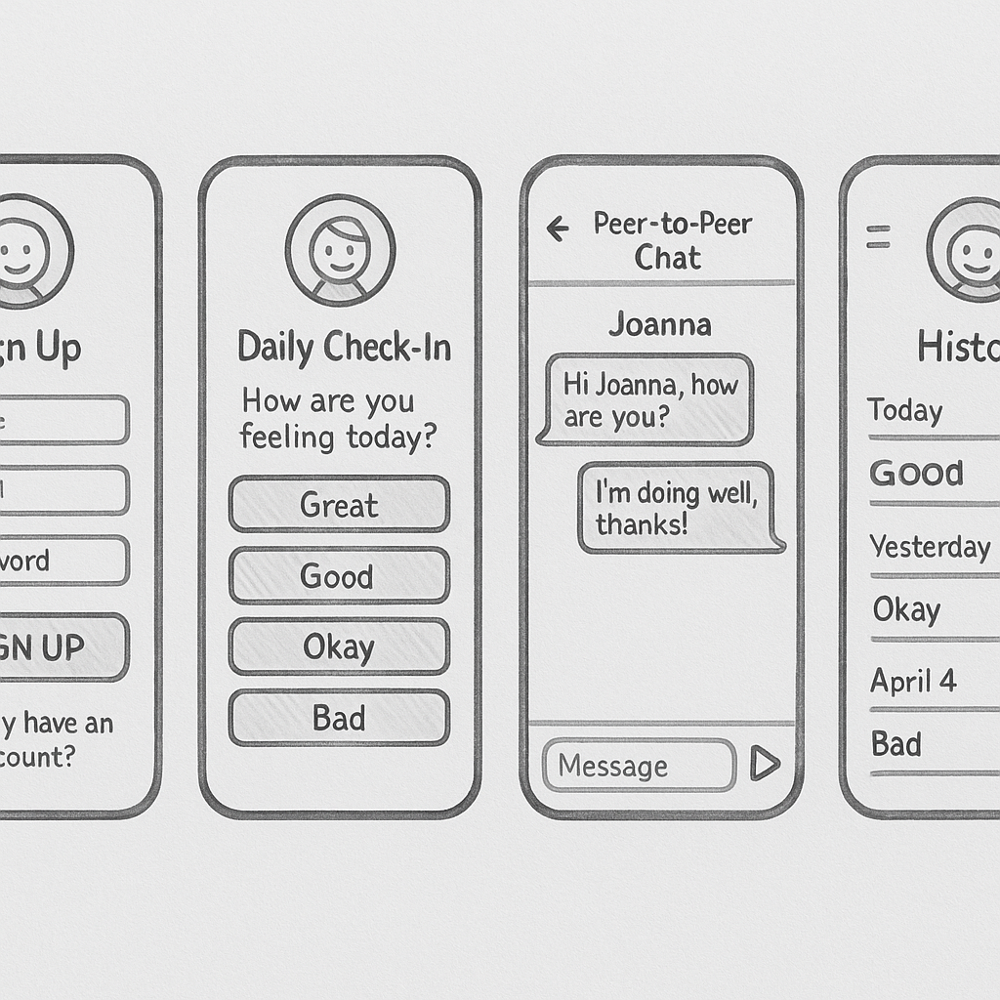 gn Up
e
l
word
GN UP
y have an
count?
Daily Check-In
How are you
feeling today?
Great
Good
Okay
Bad
Peer-to-Peer
Chat
Joanna
Hi Joanna, how
are you?
I'm doing well,
thanks!
Message
Histo
Today
Good
Yesterday
Okay
April 4
Bad